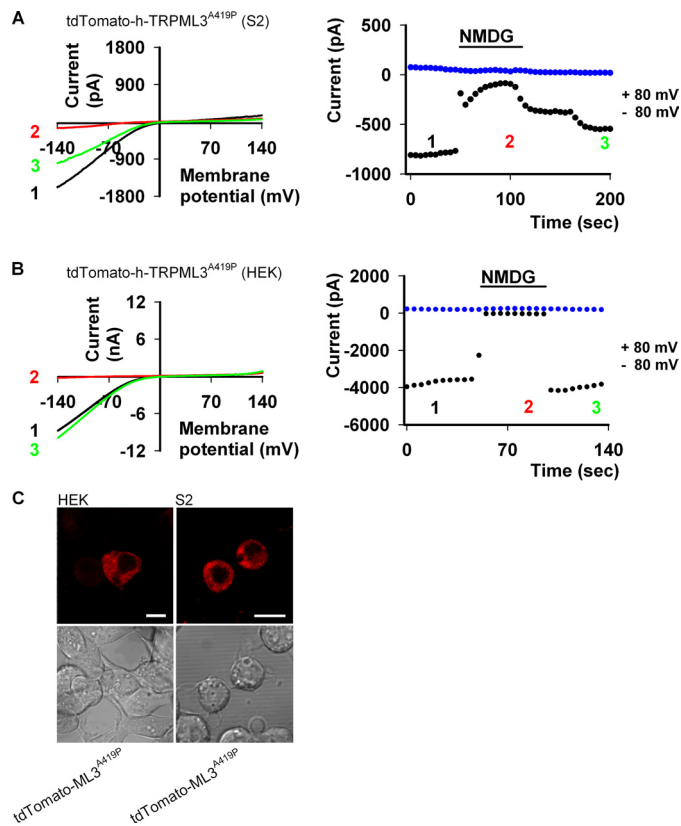 A
tdTomato-h-TRPML3A419P (S2)
Current
(pA)
1800
900
-900
-1800
-140
-70
70
140
2
3
1
Membrane
potential (mV)
Current (pA)
500
0
-500
-1000
NMDG
1
2
3
0
100
200
Time (sec)
+ 80 mV
- 80 mV
B
tdTomato-h-TRPML3A419P (HEK)
Current
(nA)
12
6
-6
-12
-140
-70
70
140
2
1
3
Membrane
potential (mV)
Current (pA)
2000
0
-2000
-4000
-6000
NMDG
1
2
3
0
70
140
Time (sec)
+ 80 mV
- 80 mV
C
HEK
S2
tdTomato-ML3A419P
tdTomato-ML3A419P